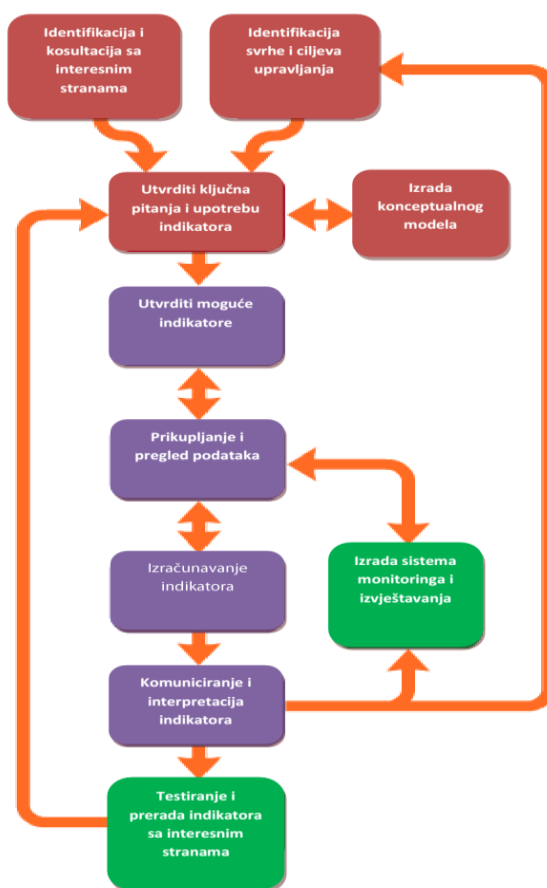 Identifikacija i
kosultacija sa
interesnim
stranama
Identifikacija
svrhe i ciljeva
upravljanja
Utvrditi ključna
pitanja i upotrebu
indikatora
Izrada
konceptualnog
modela
Utvrditi moguće
indikatore
Prikupljanje i
pregled podataka
Izračunavanje
indikatora
Izrada sistema
monitoringa i
izvještavanja
Komuniciranje i
interpretacija
indikatora
Testiranje i
prerada indikatora
sa interesnim
stranama